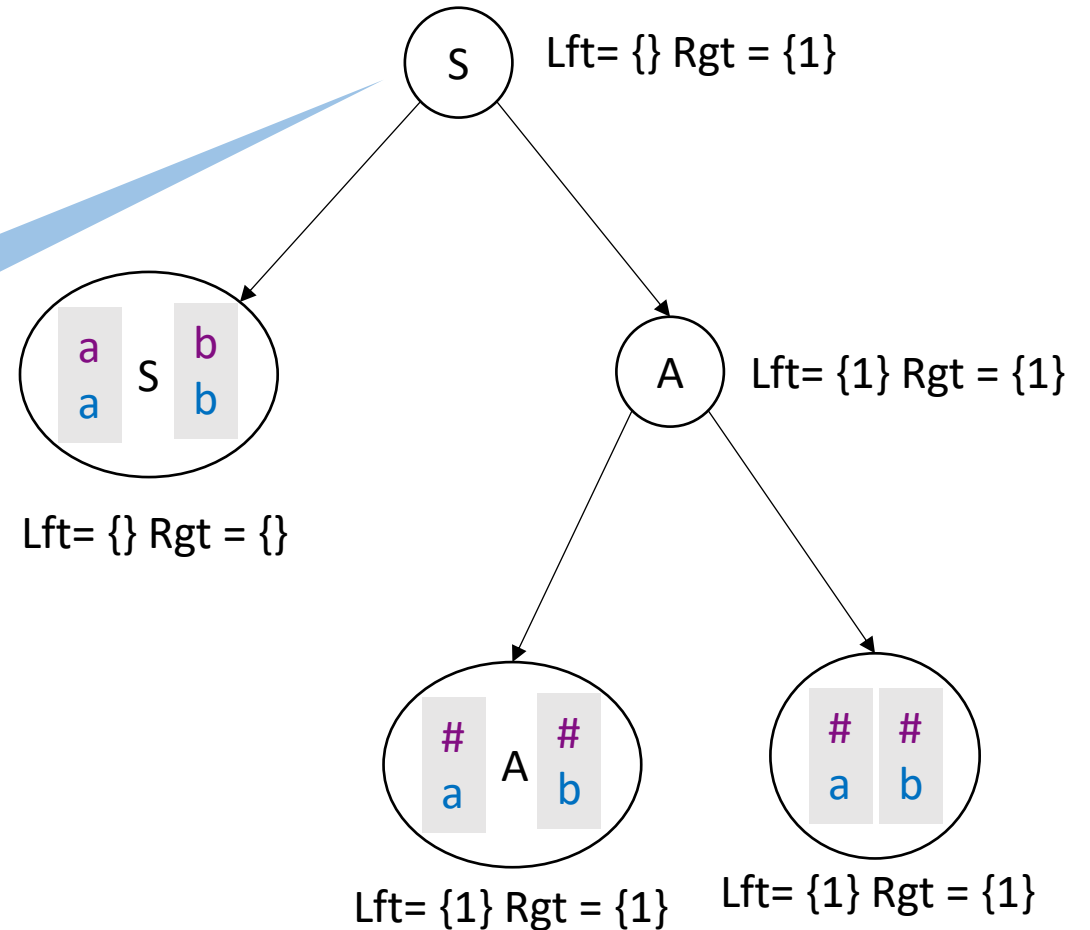 S
Lft= {} Rgt = {1}
a S b
a b
Lft= {} Rgt = {}
A
Lft= {1} Rgt = {1}
# A #
a b
Lft= {1} Rgt = {1}
# #
a b
Lft= {1} Rgt = {1}